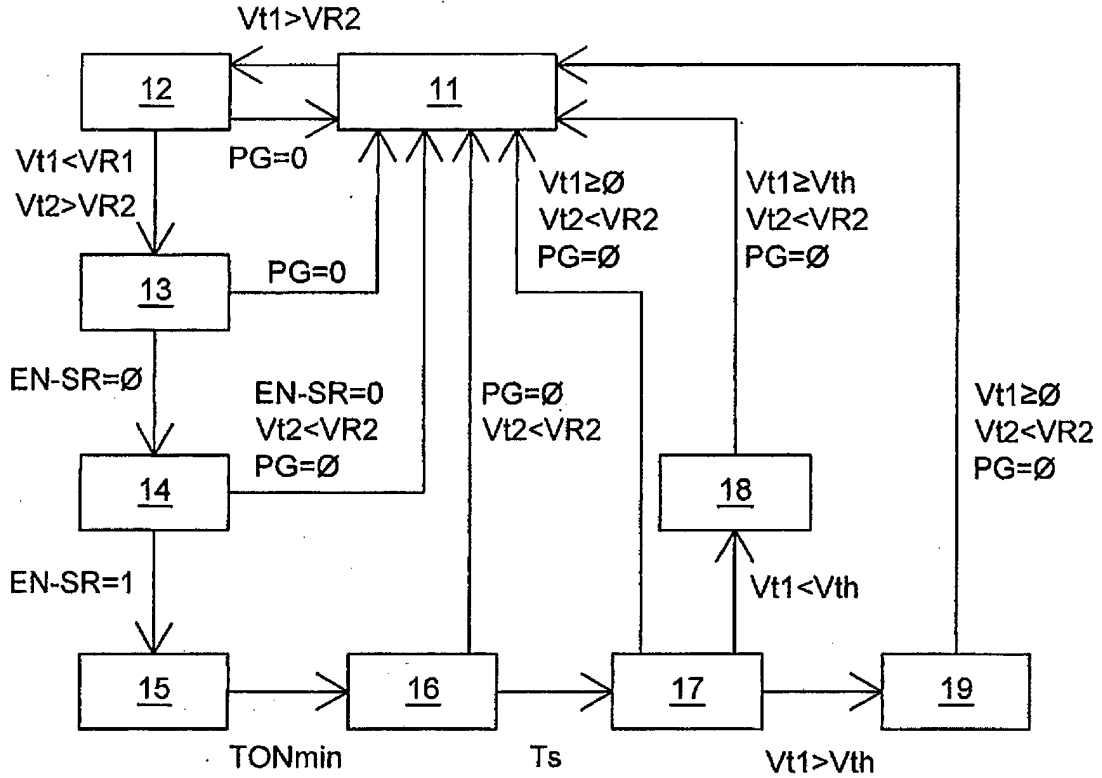 Vt1>VR2
12
11
PG=0
Vt1<VR1
Vt2>VR2
Vt1≥Ø
Vt2<VR2
PG=Ø
Vt1≥Vth
Vt2<VR2
PG=Ø
13
PG=0
EN-SR=Ø
EN-SR=0
Vt2<VR2
PG=Ø
PG=Ø
Vt2<VR2
Vt1≥Ø
Vt2<VR2
PG=Ø
14
18
EN-SR=1
Vt1<Vth
15
16
17
19
TONmin
Ts
Vt1>Vth